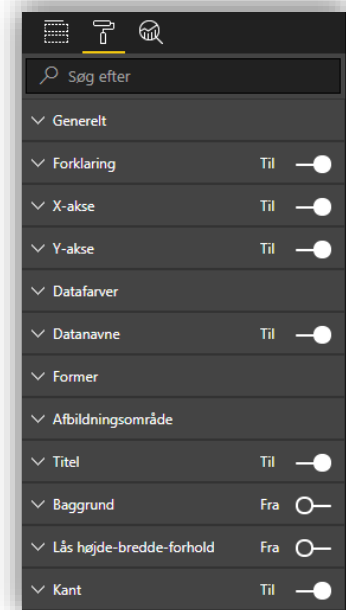 Søg efter
Generelt
Forklaring Til
X-akse Til
Y-akse Til
Datafarver
Datanavne Til
Former
Afbildningsområde
Titel Til
Baggrund Fra
Lås højde-bredde-forhold Fra
Kant Til